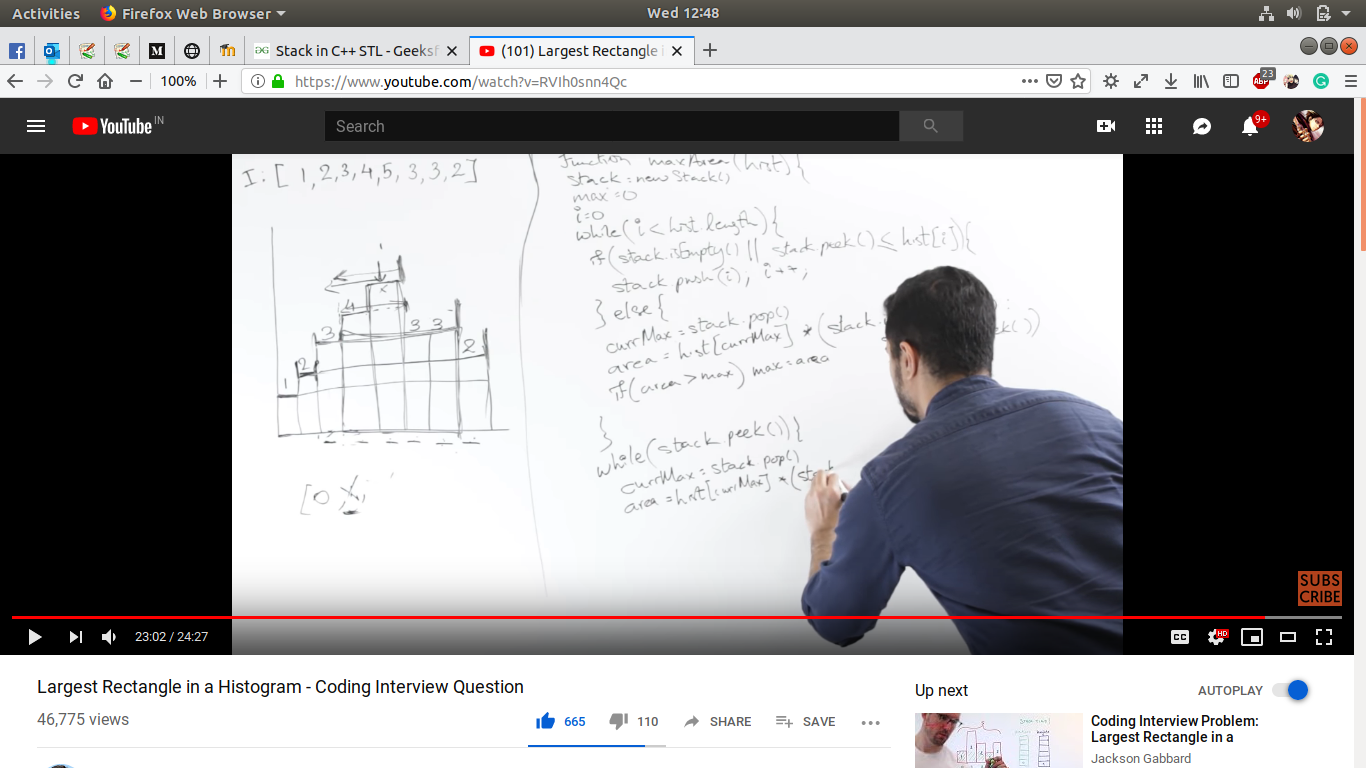 Activities Firefox Web Browser Wed 12:48
Stack in C++ STL - Geeksf (101) Largest Rectangle i
100% https://www.youtube.com/watch?v=RVIh0snn4Qc 23
YouTube IN Search 9+
I: [ 1,2,3,4,5, 3,3,2]
function maxArea(hist){
stack = new Stack()
max=0
i=0
while(i < hist.length){
if(stack.isEmpty() || stack.peek() ≤ hist[i]){
stack push(i), i++,
} else {
currMax = stack.pop()
area = hist[currMax] * (stack.
if(area > max) max = area
}
while(stack.peek()){
currMax = stack pop()
area = hist[currMax] * (stack
i
x
4
3 3 3
2 2
1
[0
SUBSCRIBE
23:02 / 24:27 CC HD
Largest Rectangle in a Histogram - Coding Interview Question
46,775 views 665 110 SHARE SAVE
Up next AUTOPLAY
Coding Interview Problem:
Largest Rectangle in a
Jackson Gabbard